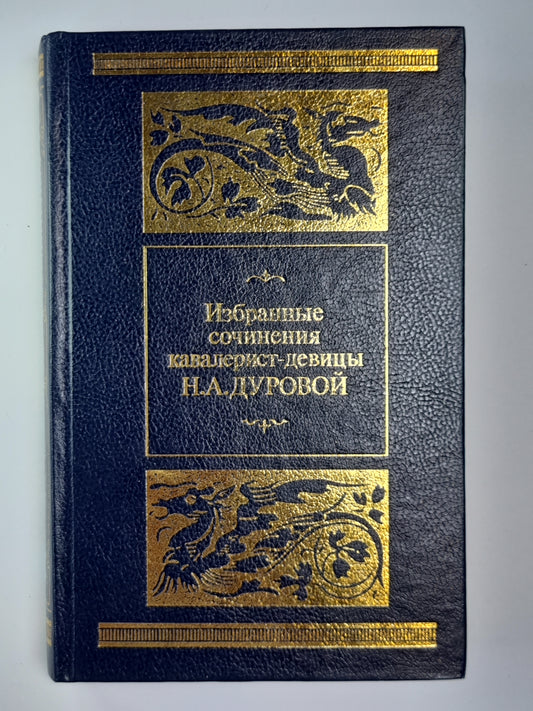 Избранные
сочинения
кавалерист-девицы
Н.А.ДУРОВОЙ